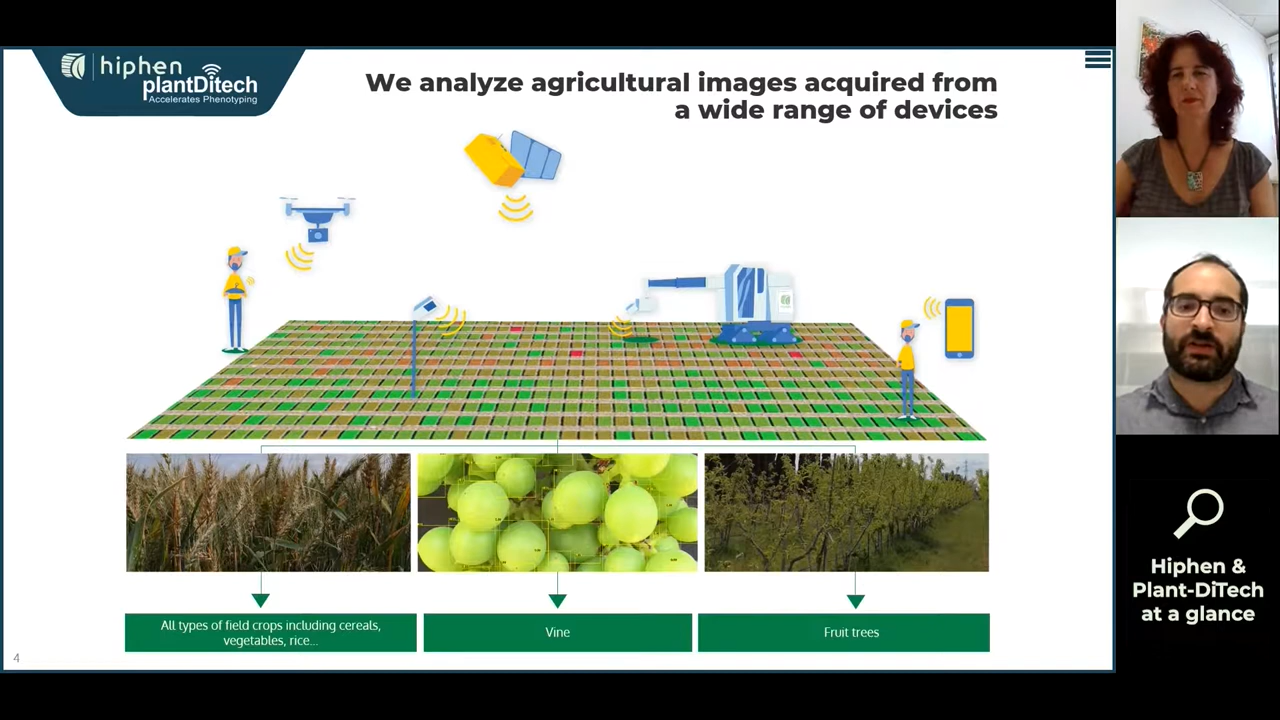 hiphen
plantDitech
Accelerates Phenotyping
We analyze agricultural images acquired from
a wide range of devices
All types of field crops including cereals,
vegetables, rice...
Vine
Fruit trees
4
Hiphen &
Plant-DiTech
at a glance